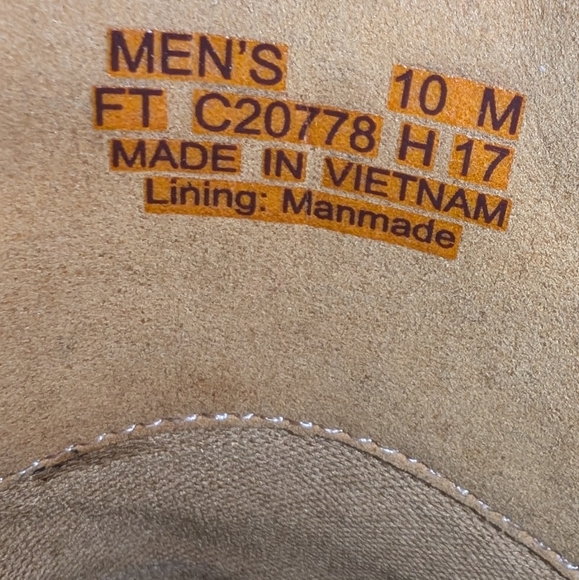 MEN'S 10 M
FT C20778 H 17
MADE IN VIETNAM
Lining: Manmade